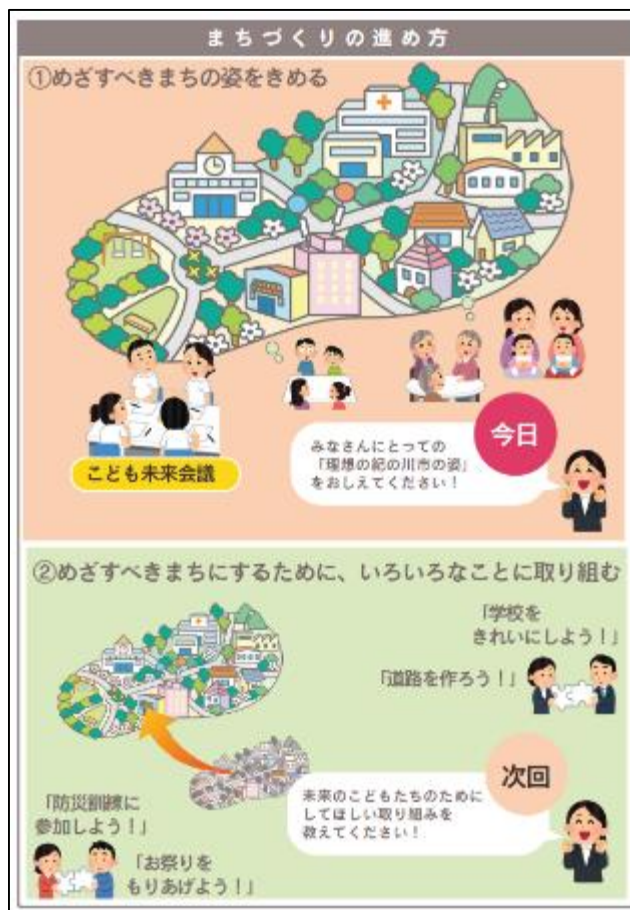 まちづくりの進め方
①めざすべきまちの姿をきめる
こども未来会議
今日
みなさんにとっての
「理想の紀の川市の姿」
をおしえてください！
②めざすべきまちにするために、いろいろなことに取り組む
「学校を
きれいにしよう！」
「道路を作ろう！」
次回
未来のこどもたちのために
してほしい取り組みを
教えてください！
「防災訓練に
参加しよう！」
「お祭りを
もりあげよう！」